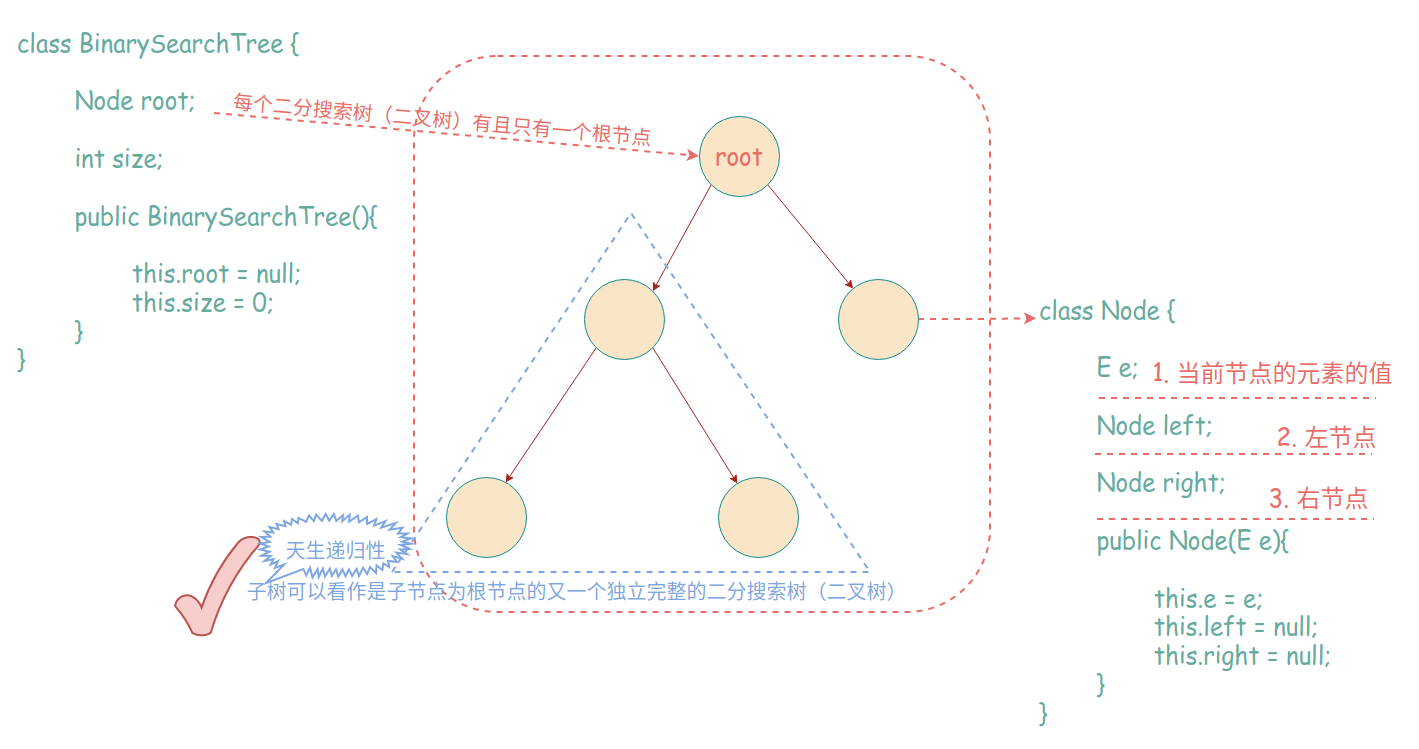 class BinarySearchTree {
Node root;
每个二分搜索树（二叉树）有且只有一个根节点
int size;
public BinarySearchTree(){
this.root = null;
this.size = 0;
}
}
root
天生递归性
子树可以看作是子节点为根节点的又一个独立完整的二分搜索树（二叉树）
class Node {
E e;
1. 当前节点的元素的值
Node left;
2. 左节点
Node right;
3. 右节点
public Node(E e){
this.e = e;
this.left = null;
this.right = null;
}
}